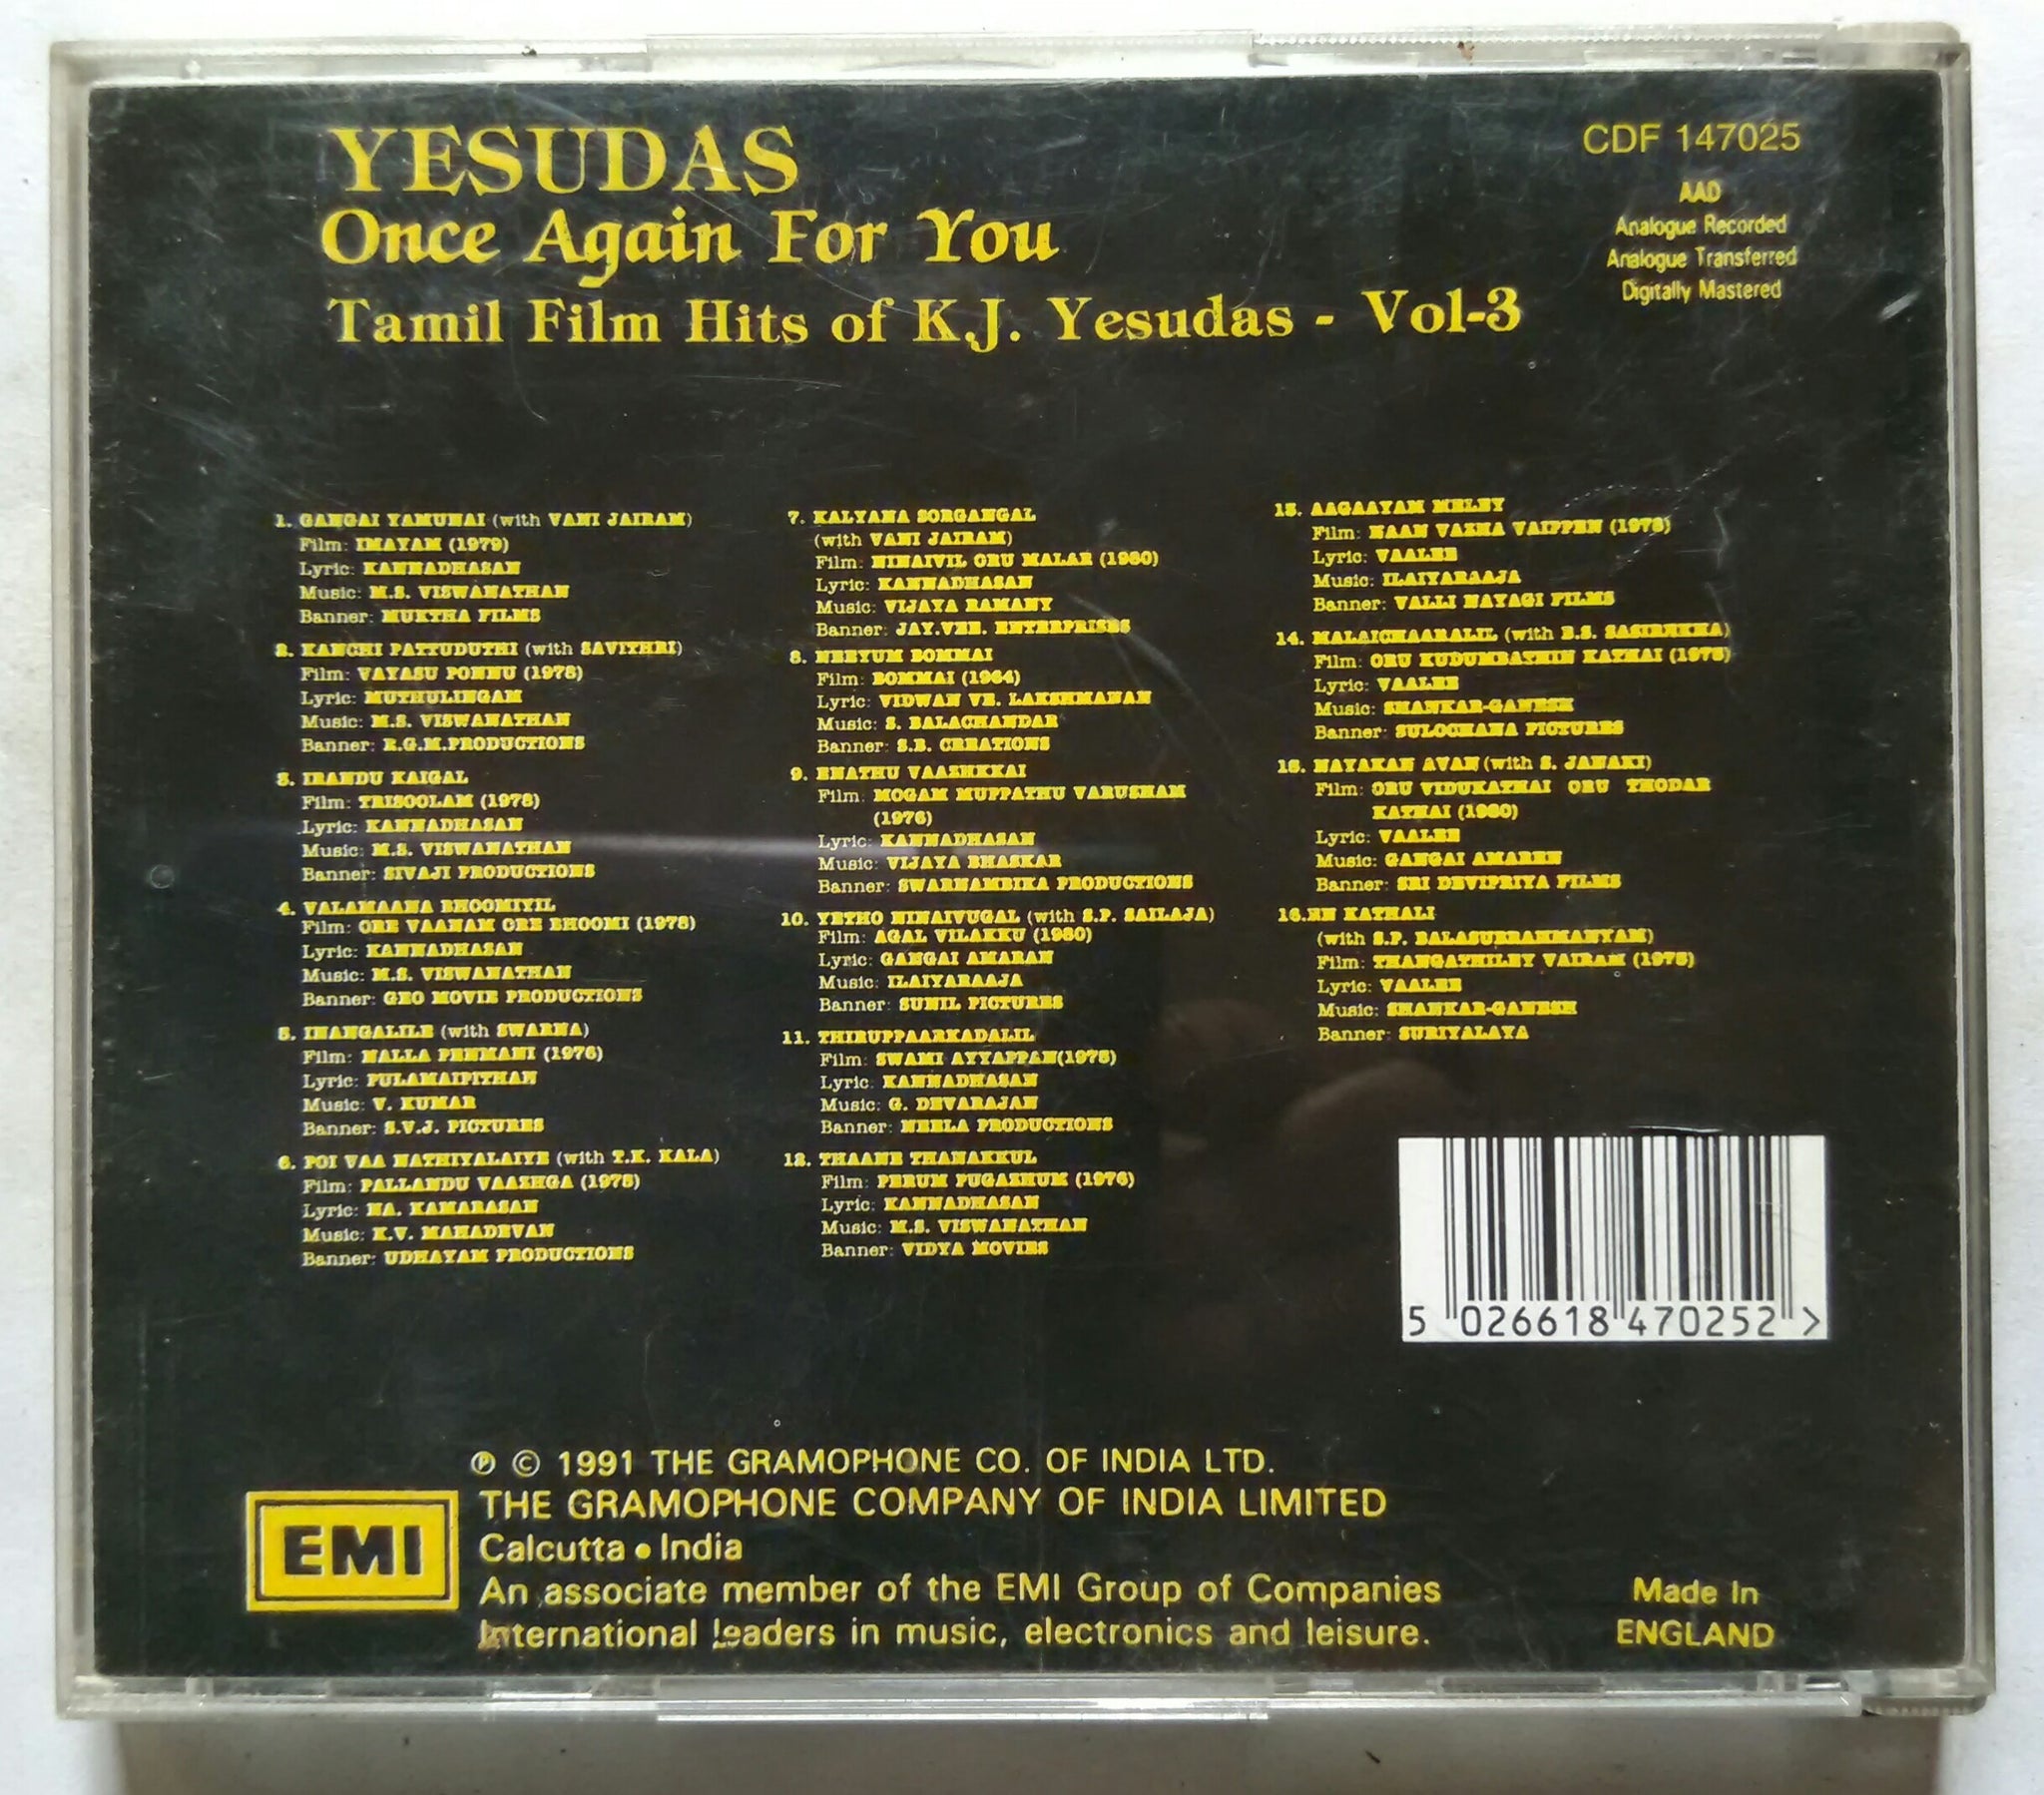 YESUDAS
Once Again For You
Tamil Film Hits of K.J. Yesudas - Vol-3
CDF 147025
AAD
Analogue Recorded
Analogue Transferred
Digitally Mastered
1. GANGAI YAMUNAI (with VANI JAIRAM)
Film: IMAYAM (1979)
Lyric: KANNADHASAN
Music: M.S. VISWANATHAN
Banner: MUKTHA FILMS
2. KANCHI PATTUDUTHI (with SAVITHRI)
Film: VAYASU PONNU (1978)
Lyric: MUTHULINGAM
Music: M.S. VISWANATHAN
Banner: R.G.M.PRODUCTIONS
3. IRANDU KAIGAL
Film: TRISOOLAM (1978)
Lyric: KANNADHASAN
Music: M.S. VISWANATHAN
Banner: SIVAJI PRODUCTIONS
4. VALAMAANA BHOOMIYIL
Film: ORE VAANAM ORE BHOOMI (1978)
Lyric: KANNADHASAN
Music: M.S. VISWANATHAN
Banner: GEO MOVIE PRODUCTIONS
5. INANGALILE (with SWARNA)
Film: NALLA PENMANI (1976)
Lyric: PULAMAIPITHAN
Music: V. KUMAR
Banner: S.V.J. PICTURES
6. POI VAA NATHIYALAIYE (with T.K. KALA)
Film: PALLANDU VAAZHGA (1975)
Lyric: NA. KAMARASAN
Music: K.V. MAHADEVAN
Banner: UDHAYAM PRODUCTIONS
7. KALYANA SORGANGAL
(with VANI JAIRAM)
Film: NINAIVIL ORU MALAR (1980)
Lyric: KANNADHASAN
Music: VIJAYA RAMANY
Banner: JAY.VEE. ENTERPRISES
8. NEEYUM BOMMAI
Film: BOMMAI (1964)
Lyric: VIDWAN VE. LAKSHMANAN
Music: S. BALACHANDAR
Banner: S.B. CREATIONS
9. ENATHU VAAZHKKAI
Film: MOGAM MUPPATHU VARUSHAM
(1976)
Lyric: KANNADHASAN
Music: VIJAYA BHASKAR
Banner: SWARNAMBIKA PRODUCTIONS
10. YETHO NINAIVUGAL (with S.P. SAILAJA)
Film: AGAL VILAKKU (1980)
Lyric: GANGAI AMARAN
Music: ILAIYARAAJA
Banner: SUNIL PICTURES
11. THIRUPPAARKADALIL
Film: SWAMI AYYAPPAN(1975)
Lyric: KANNADHASAN
Music: G. DEVARAJAN
Banner: NEELA PRODUCTIONS
12. THAANE THANAKKUL
Film: PERUM PUGAZHUM (1976)
Lyric: KANNADHASAN
Music: M.S. VISWANATHAN
Banner: VIDYA MOVIES
13. AAGAAYAM MELEY
Film: NAAN VAZHA VAIPPEN (1978)
Lyric: VAALEE
Music: ILAIYARAAJA
Banner: VALLI NAYAGI FILMS
14. MALAICHAARALIL (with B.S. SASIREKHA)
Film: ORU KUDUMBATHIN KATHAI (1975)
Lyric: VAALEE
Music: SHANKAR-GANESH
Banner: SULOCHANA PICTURES
15. NAYAKAN AVAN (with S. JANAKI)
Film: ORU VIDUKATHAI ORU THODAR
KATHAI (1980)
Lyric: VAALEE
Music: GANGAI AMAREN
Banner: SRI DEVIPRIYA FILMS
16.EN KATHALI
(with S.P. BALASUBRAHMANYAM)
Film: THANGATHILEY VAIRAM (1975)
Lyric: VAALEE
Music: SHANKAR-GANESH
Banner: SURIYALAYA
5 026618 470252 >
℗ © 1991 THE GRAMOPHONE CO. OF INDIA LTD.
EMI
THE GRAMOPHONE COMPANY OF INDIA LIMITED
Calcutta • India
An associate member of the EMI Group of Companies
International leaders in music, electronics and leisure.
Made In
ENGLAND